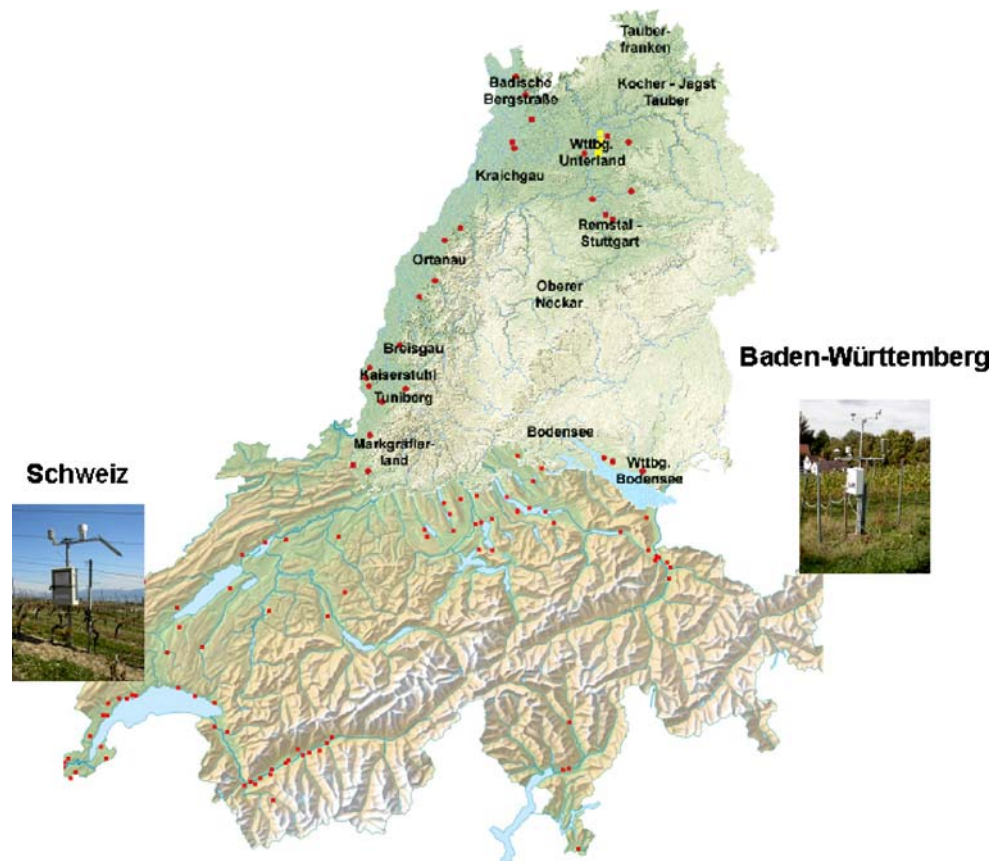 Tauber-
franken
Badische
Bergstraße
Kocher - Jagst
Tauber
Wttbg.
Unterland
Kraichgau
Remstal -
Stuttgart
Ortenau
Oberer
Neckar
Breisgau
Kaiserstuhl
Tuniberg
Baden-Württemberg
Markgräfler-
land
Bodensee
Wttbg.
Bodensee
Schweiz